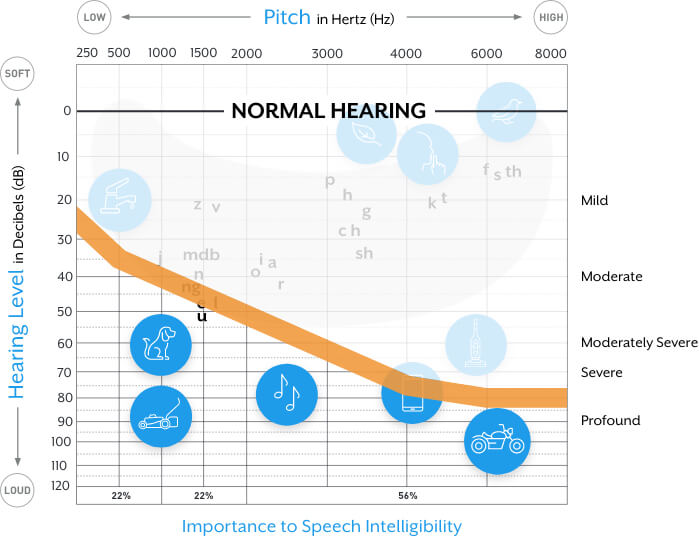 LOW Pitch in Hertz (Hz) HIGH
250 500 1000 1500 2000 3000 4000 6000 8000
SOFT
0 NORMAL HEARING
10
f s th
p
20 Mild
h
k t
z v
g
30
ch
j mdb sh
i a
o
40 n Moderate
r
ng
e l
50 u
60 Moderately Severe
70 Severe
80
90 Profound
100
110
120
LOUD
Hearing Level in Decibels (dB)
22% 22% 56%
Importance to Speech Intelligibility